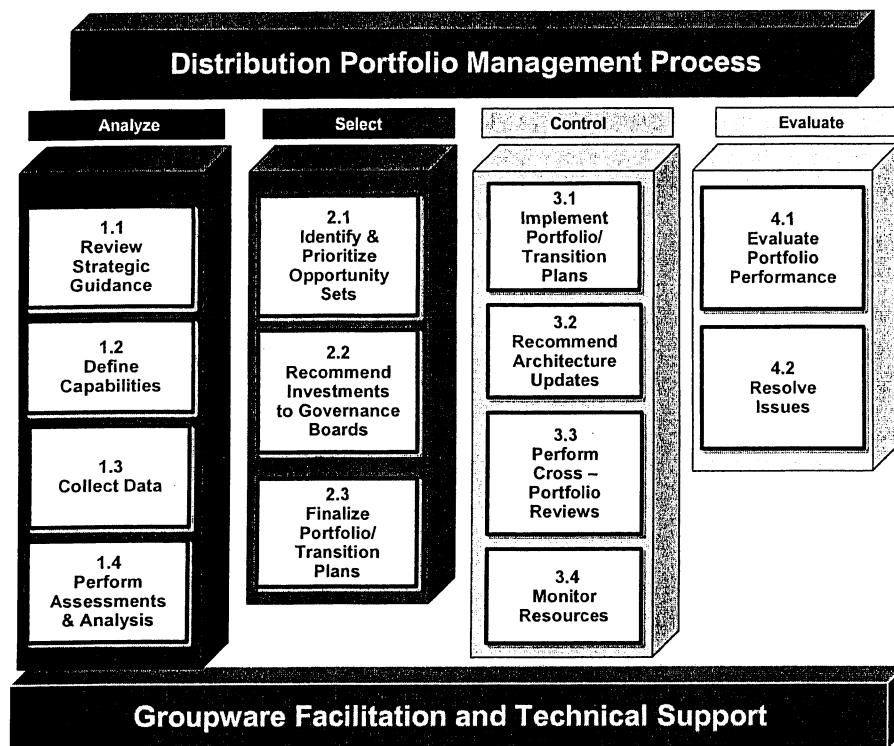 Distribution Portfolio Management Process
Analyze
1.1
Review
Strategic
Guidance
1.2
Define
Capabilities
1.3
Collect Data
1.4
Perform
Assessments
& Analysis
Select
2.1
Identify &
Prioritize
Opportunity
Sets
2.2
Recommend
Investments
to Governance
Boards
2.3
Finalize
Portfolio/
Transition
Plans
Control
3.1
Implement
Portfolio/
Transition
Plans
3.2
Recommend
Architecture
Updates
3.3
Perform
Cross –
Portfolio
Reviews
3.4
Monitor
Resources
Evaluate
4.1
Evaluate
Portfolio
Performance
4.2
Resolve
Issues
Groupware Facilitation and Technical Support